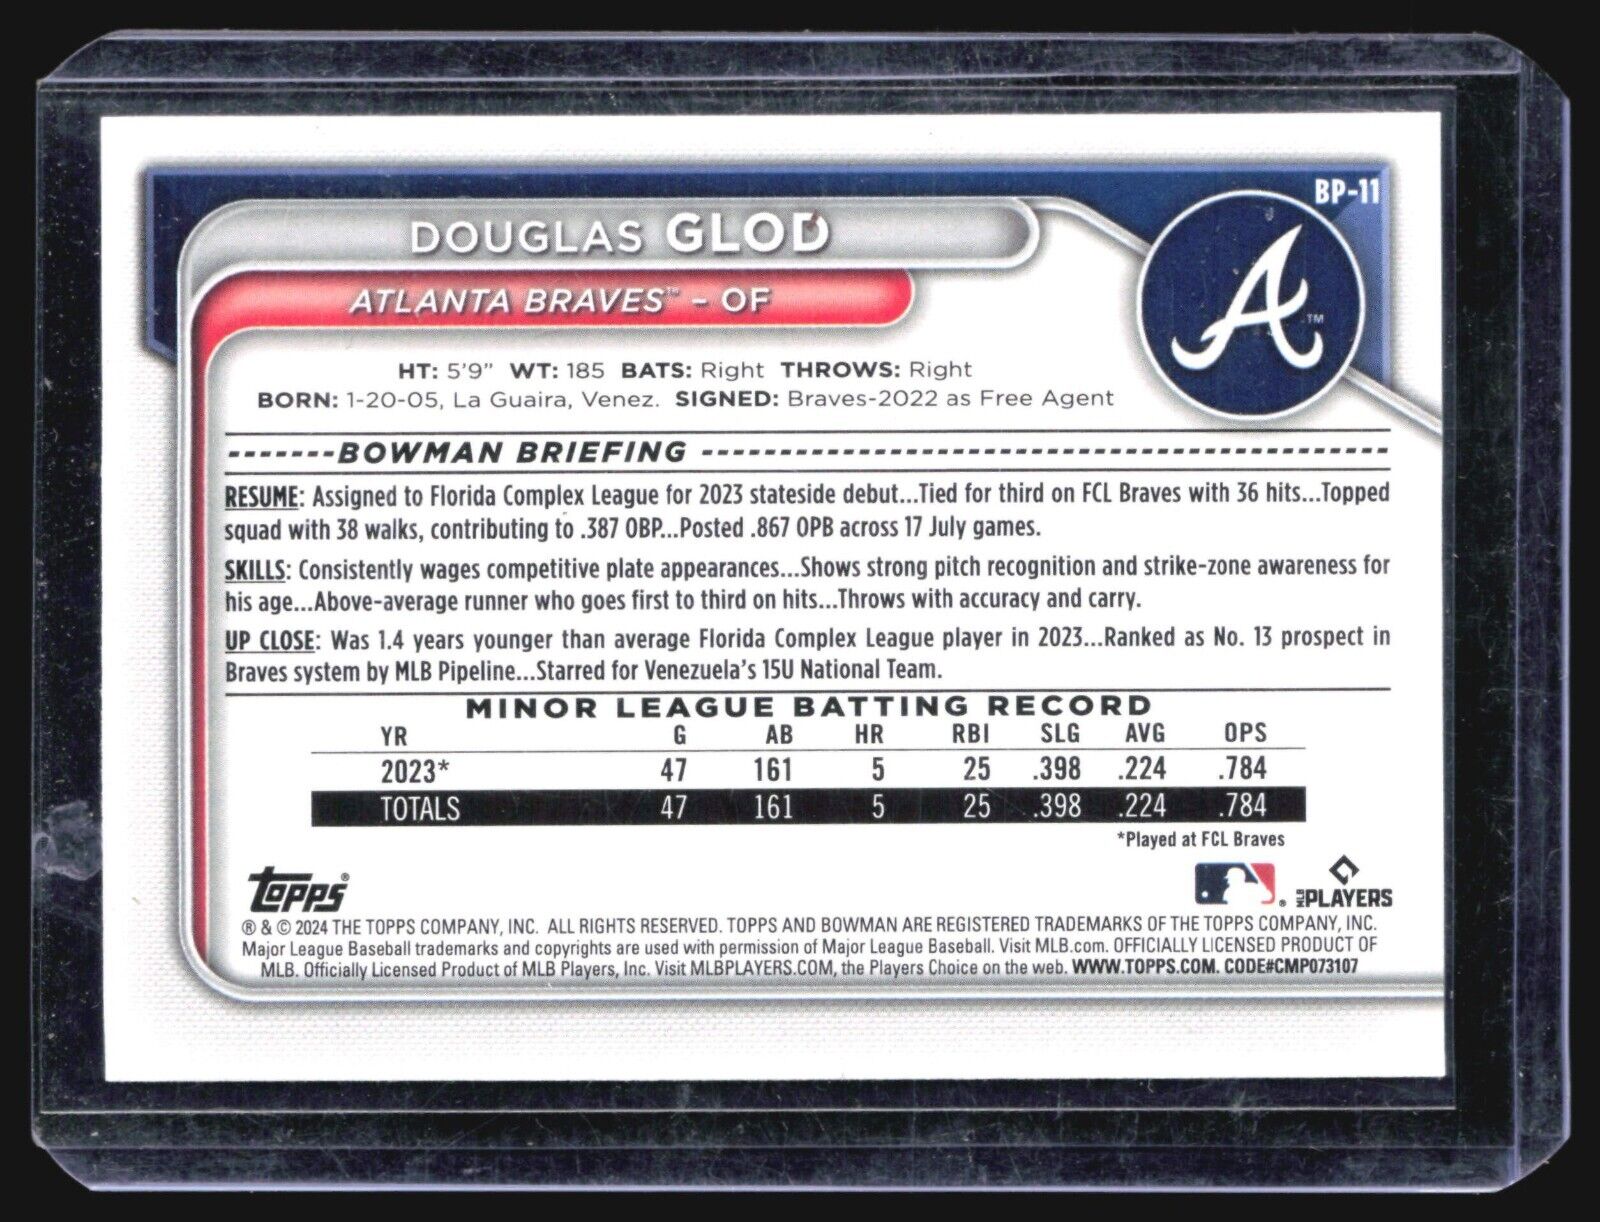 BP-11
DOUGLAS GLOD
ATLANTA BRAVES™ – OF
A ™
HT: 5'9" WT: 185 BATS: Right THROWS: Right
BORN: 1-20-05, La Guaira, Venez. SIGNED: Braves-2022 as Free Agent
BOWMAN BRIEFING
RESUME: Assigned to Florida Complex League for 2023 stateside debut...Tied for third on FCL Braves with 36 hits...Topped
squad with 38 walks, contributing to .387 OBP...Posted .867 OPB across 17 July games.
SKILLS: Consistently wages competitive plate appearances...Shows strong pitch recognition and strike-zone awareness for
his age...Above-average runner who goes first to third on hits...Throws with accuracy and carry.
UP CLOSE: Was 1.4 years younger than average Florida Complex League player in 2023...Ranked as No. 13 prospect in
Braves system by MLB Pipeline...Starred for Venezuela's 15U National Team.
MINOR LEAGUE BATTING RECORD
YR G AB HR RBI SLG AVG OPS
2023* 47 161 5 25 .398 .224 .784
TOTALS 47 161 5 25 .398 .224 .784
*Played at FCL Braves
Topps® ® MLB PLAYERS
® & © 2024 THE TOPPS COMPANY, INC. ALL RIGHTS RESERVED. TOPPS AND BOWMAN ARE REGISTERED TRADEMARKS OF THE TOPPS COMPANY, INC.
Major League Baseball trademarks and copyrights are used with permission of Major League Baseball. Visit MLB.com. OFFICIALLY LICENSED PRODUCT OF
MLB. Officially Licensed Product of MLB Players, Inc. Visit MLBPLAYERS.COM, the Players Choice on the web. WWW.TOPPS.COM. CODE#CMP073107